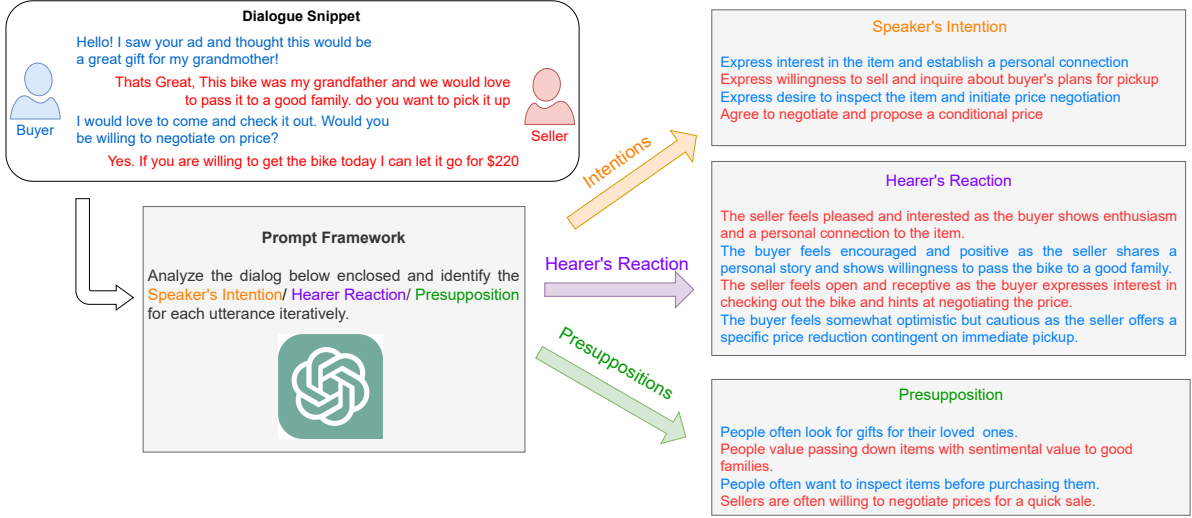 Dialogue Snippet
Hello! I saw your ad and thought this would be
a great gift for my grandmother!
Thats Great, This bike was my grandfather and we would love
to pass it to a good family. do you want to pick it up
I would love to come and check it out. Would you
be willing to negotiate on price?
Yes. If you are willing to get the bike today I can let it go for $220
Buyer
Seller
Prompt Framework
Analyze the dialog below enclosed and identify the
Speaker's Intention/ Hearer Reaction/ Presupposition
for each utterance iteratively.
Intentions
Hearer's Reaction
Presuppositions
Speaker's Intention
Express interest in the item and establish a personal connection
Express willingness to sell and inquire about buyer's plans for pickup
Express desire to inspect the item and initiate price negotiation
Agree to negotiate and propose a conditional price
Hearer's Reaction
The seller feels pleased and interested as the buyer shows enthusiasm
and a personal connection to the item.
The buyer feels encouraged and positive as the seller shares a
personal story and shows willingness to pass the bike to a good family.
The seller feels open and receptive as the buyer expresses interest in
checking out the bike and hints at negotiating the price.
The buyer feels somewhat optimistic but cautious as the seller offers a
specific price reduction contingent on immediate pickup.
Presupposition
People often look for gifts for their loved ones.
People value passing down items with sentimental value to good
families.
People often want to inspect items before purchasing them.
Sellers are often willing to negotiate prices for a quick sale.